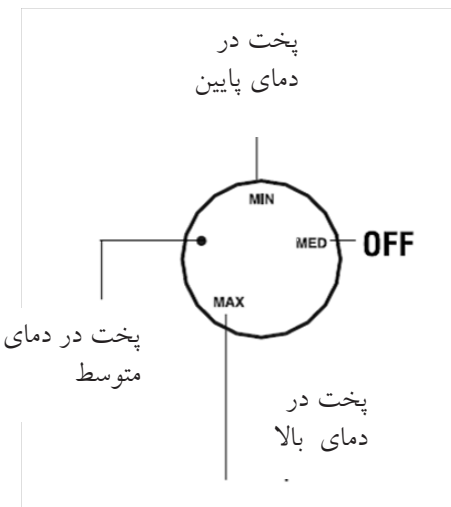 پخت در
دمای پایین
MIN
MED
OFF
MAX
پخت در دمای
متوسط
پخت در
دمای بالا